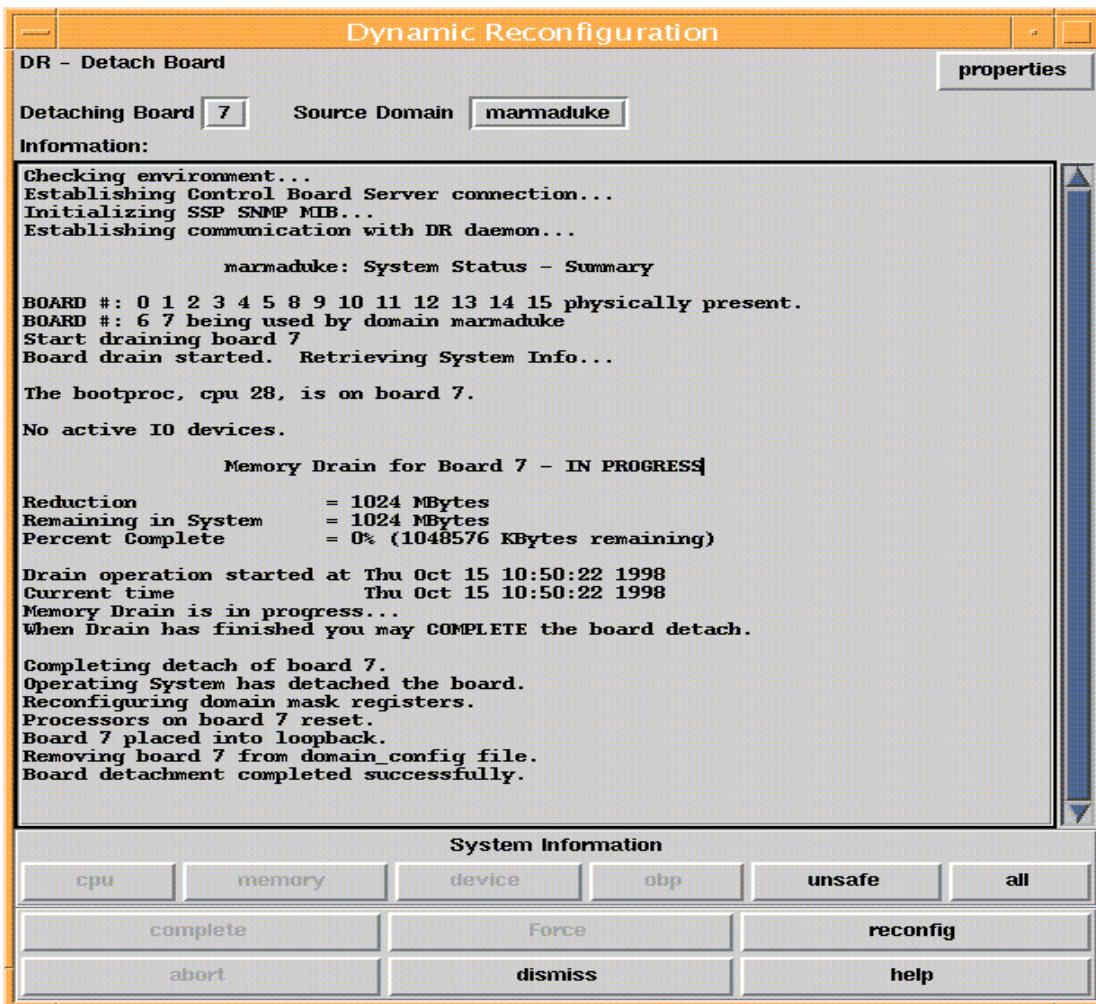 Dynamic Reconfiguration
DR - Detach Board
properties
Detaching Board 7 Source Domain marmaduke
Information:
Checking environment...
Establishing Control Board Server connection...
Initializing SSP SNMP MIB...
Establishing communication with DR daemon...
marmaduke: System Status - Summary
BOARD #: 0 1 2 3 4 5 8 9 10 11 12 13 14 15 physically present.
BOARD #: 6 7 being used by domain marmaduke
Start draining board 7
Board drain started. Retrieving System Info...
The bootproc, cpu 28, is on board 7.
No active IO devices.
Memory Drain for Board 7 - IN PROGRESS
Reduction = 1024 MBytes
Remaining in System = 1024 MBytes
Percent Complete = 0% (1048576 KBytes remaining)
Drain operation started at Thu Oct 15 10:50:22 1998
Current time Thu Oct 15 10:50:22 1998
Memory Drain is in progress...
When Drain has finished you may COMPLETE the board detach.
Completing detach of board 7.
Operating System has detached the board.
Reconfiguring domain mask registers.
Processors on board 7 reset.
Board 7 placed into loopback.
Removing board 7 from domain_config file.
Board detachment completed successfully.
System Information
cpu memory device obp unsafe all
complete Force reconfig
abort dismiss help